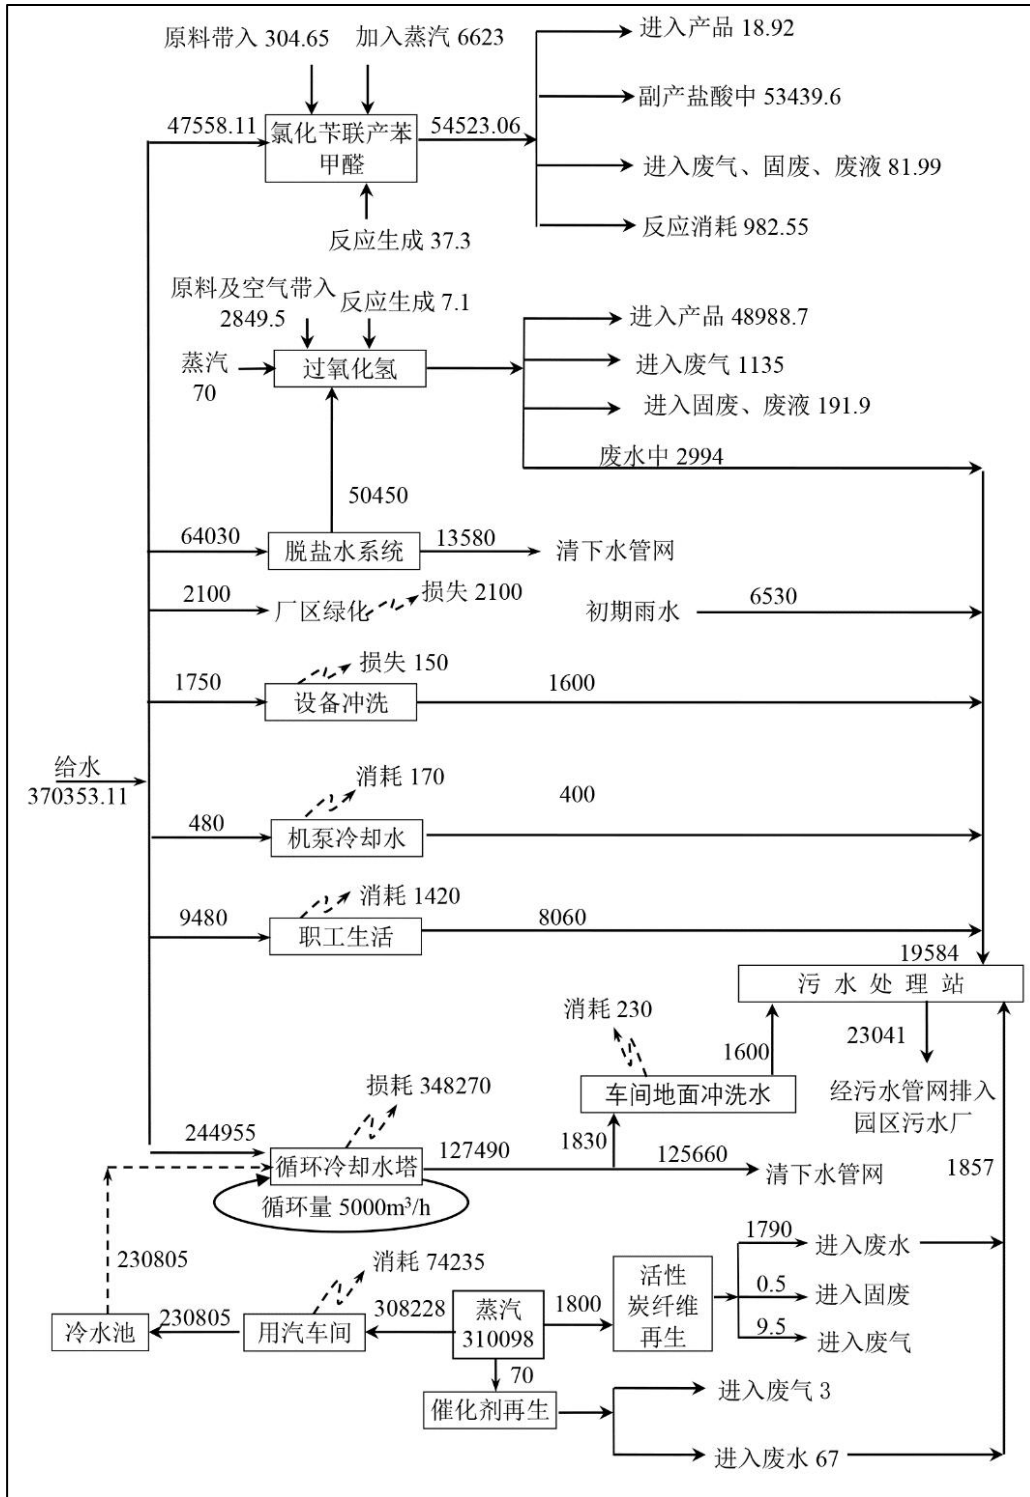 原料带入 304.65
加入蒸汽 6623
进入产品 18.92
副产盐酸中 53439.6
47558.11
氯化苄联产苯
甲醛
54523.06
进入废气、固废、废液 81.99
反应消耗 982.55
反应生成 37.3
原料及空气带入
2849.5
反应生成 7.1
进入产品 48988.7
蒸汽
70
过氧化氢
进入废气 1135
进入固废、废液 191.9
废水中 2994
50450
64030
脱盐水系统
13580
清下水管网
2100
厂区绿化
损失 2100
初期雨水
6530
损失 150
1750
设备冲洗
1600
给水
370353.11
消耗 170
400
480
机泵冷却水
消耗 1420
9480
职工生活
8060
19584
污水处理站
消耗 230
1600
23041
车间地面冲洗水
经污水管网排入
园区污水厂
损耗 348270
244955
循环冷却水塔
127490
1830
125660
清下水管网
1857
循环量 5000m³/h
230805
消耗 74235
冷水池
230805
用汽车间
308228
蒸汽
310098
1800
活性
炭纤维
再生
1790
进入废水
0.5
进入固废
9.5
进入废气
70
催化剂再生
进入废气 3
进入废水 67